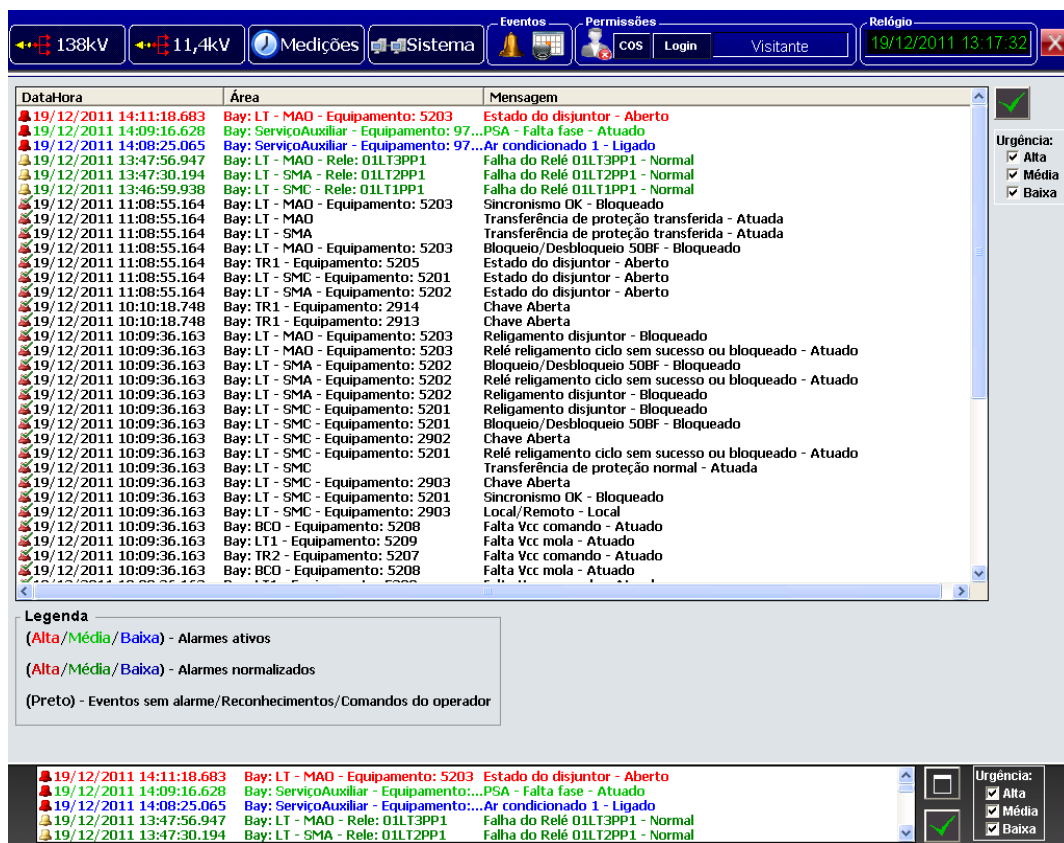 Eventos Permissões Relógio
138kV 11,4kV Medições Sistema COS Login Visitante 19/12/2011 13:17:32
DataHora Área Mensagem
19/12/2011 14:11:18.683 Bay: LT - MAO - Equipamento: 5203 Estado do disjuntor - Aberto
19/12/2011 14:09:16.628 Bay: ServiçoAuxiliar - Equipamento: 97... PSA - Falta fase - Atuado
19/12/2011 14:08:25.065 Bay: ServiçoAuxiliar - Equipamento: 97... Ar condicionado 1 - Ligado
19/12/2011 13:47:56.947 Bay: LT - MAO - Rele: 01LT3PP1 Falha do Relé 01LT3PP1 - Normal
19/12/2011 13:47:30.194 Bay: LT - SMA - Rele: 01LT2PP1 Falha do Relé 01LT2PP1 - Normal
19/12/2011 13:46:59.938 Bay: LT - SMC - Rele: 01LT1PP1 Falha do Relé 01LT1PP1 - Normal
19/12/2011 11:08:55.164 Bay: LT - MAO - Equipamento: 5203 Sincronismo OK - Bloqueado
19/12/2011 11:08:55.164 Bay: LT - MAO Transferência de proteção transferida - Atuada
19/12/2011 11:08:55.164 Bay: LT - SMA Transferência de proteção transferida - Atuada
19/12/2011 11:08:55.164 Bay: LT - MAO - Equipamento: 5203 Bloqueio/Desbloqueio 50BF - Bloqueado
19/12/2011 11:08:55.164 Bay: TR1 - Equipamento: 5205 Estado do disjuntor - Aberto
19/12/2011 11:08:55.164 Bay: LT - SMC - Equipamento: 5201 Estado do disjuntor - Aberto
19/12/2011 11:08:55.164 Bay: LT - SMA - Equipamento: 5202 Estado do disjuntor - Aberto
19/12/2011 10:10:18.748 Bay: TR1 - Equipamento: 2914 Chave Aberta
19/12/2011 10:10:18.748 Bay: TR1 - Equipamento: 2913 Chave Aberta
19/12/2011 10:09:36.163 Bay: LT - MAO - Equipamento: 5203 Religamento disjuntor - Bloqueado
19/12/2011 10:09:36.163 Bay: LT - MAO - Equipamento: 5203 Relé religamento ciclo sem sucesso ou bloqueado - Atuado
19/12/2011 10:09:36.163 Bay: LT - SMA - Equipamento: 5202 Bloqueio/Desbloqueio 50BF - Bloqueado
19/12/2011 10:09:36.163 Bay: LT - SMA - Equipamento: 5202 Relé religamento ciclo sem sucesso ou bloqueado - Atuado
19/12/2011 10:09:36.163 Bay: LT - SMA - Equipamento: 5202 Religamento disjuntor - Bloqueado
19/12/2011 10:09:36.163 Bay: LT - SMC - Equipamento: 5201 Religamento disjuntor - Bloqueado
19/12/2011 10:09:36.163 Bay: LT - SMC - Equipamento: 5201 Bloqueio/Desbloqueio 50BF - Bloqueado
19/12/2011 10:09:36.163 Bay: LT - SMC - Equipamento: 2902 Chave Aberta
19/12/2011 10:09:36.163 Bay: LT - SMC - Equipamento: 5201 Relé religamento ciclo sem sucesso ou bloqueado - Atuado
19/12/2011 10:09:36.163 Bay: LT - SMC Transferência de proteção normal - Atuada
19/12/2011 10:09:36.163 Bay: LT - SMC - Equipamento: 2903 Chave Aberta
19/12/2011 10:09:36.163 Bay: LT - SMC - Equipamento: 5201 Sincronismo OK - Bloqueado
19/12/2011 10:09:36.163 Bay: LT - SMC - Equipamento: 2903 Local/Remoto - Local
19/12/2011 10:09:36.163 Bay: BCO - Equipamento: 5208 Falta Vcc comando - Atuado
19/12/2011 10:09:36.163 Bay: LT1 - Equipamento: 5209 Falta Vcc mola - Atuado
19/12/2011 10:09:36.163 Bay: TR2 - Equipamento: 5207 Falta Vcc comando - Atuado
19/12/2011 10:09:36.163 Bay: BCO - Equipamento: 5208 Falta Vcc mola - Atuado
Urgência:
Alta
Média
Baixa
Legenda
(Alta/Média/Baixa) - Alarmes ativos
(Alta/Média/Baixa) - Alarmes normalizados
(Preto) - Eventos sem alarme/Reconhecimentos/Comandos do operador
19/12/2011 14:11:18.683 Bay: LT - MAO - Equipamento: 5203 Estado do disjuntor - Aberto
19/12/2011 14:09:16.628 Bay: ServiçoAuxiliar - Equipamento:... PSA - Falta fase - Atuado
19/12/2011 14:08:25.065 Bay: ServiçoAuxiliar - Equipamento:... Ar condicionado 1 - Ligado
19/12/2011 13:47:56.947 Bay: LT - MAO - Rele: 01LT3PP1 Falha do Relé 01LT3PP1 - Normal
19/12/2011 13:47:30.194 Bay: LT - SMA - Rele: 01LT2PP1 Falha do Relé 01LT2PP1 - Normal
Urgência:
Alta
Média
Baixa